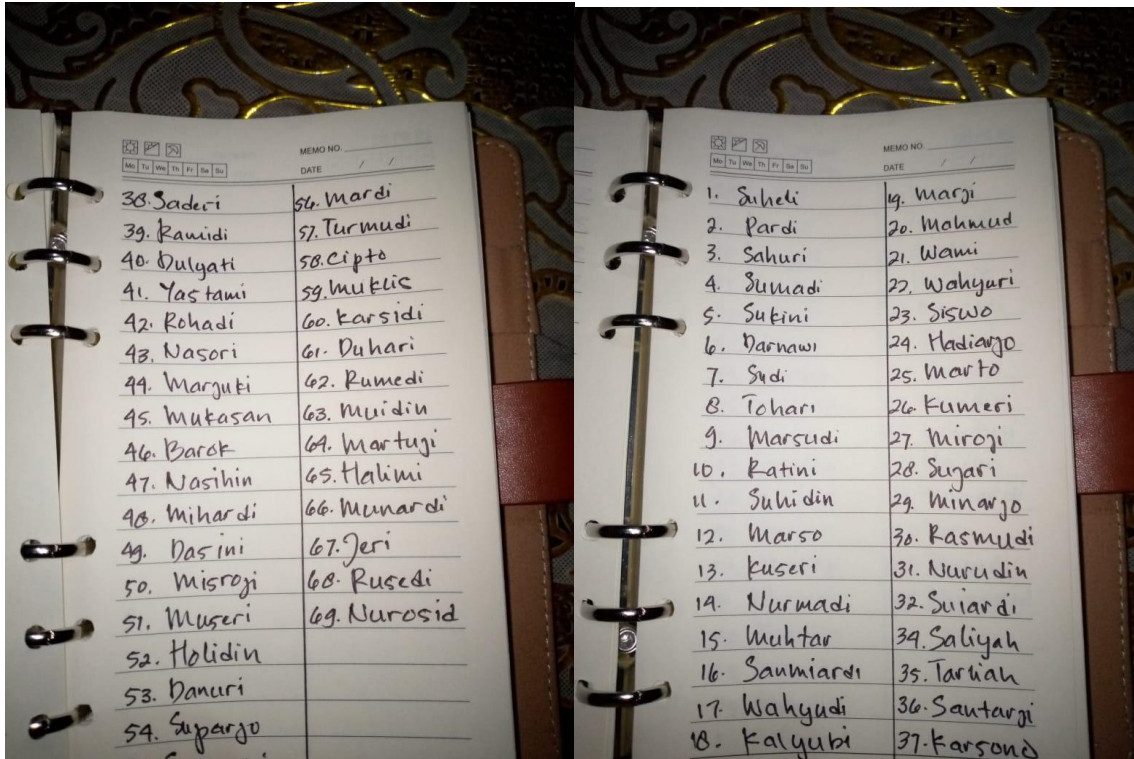 MEMO NO.
Mo Tu We Th Fr Sa Su
DATE / /
38. Saderi
39. Ramidi
40. Dulyati
41. Yastami
42. Rohadi
43. Nasori
44. Marjuki
45. Mukasan
46. Barok
47. Nasihin
48. Mihardi
49. Dasini
50. Misroji
51. Museri
52. Holidin
53. Danuri
54. Suparjo
56. Mardi
57. Turmudi
58. Cipto
59. Muklis
60. Karsidi
61. Duhari
62. Rumedi
63. Muidin
64. Martugi
65. Halimi
66. Munardi
67. Jeri
68. Rusedi
69. Nurosid
MEMO NO.
Mo Tu We Th Fr Sa Su
DATE / /
1. Suheli
2. Pardi
3. Sahuri
4. Sumadi
5. Sukini
6. Darnawi
7. Sudi
8. Tohari
9. Marsudi
10. Ratini
11. Suhidin
12. Marso
13. Kuseri
14. Nurmadi
15. Muhtar
16. Sanmiardi
17. Wahyudi
18. Kalyubi
19. Marji
20. Mahmud
21. Wami
22. Wahyuri
23. Siswo
24. Hadiarjo
25. Marto
26. Kumeri
27. Miroji
28. Sujari
29. Minarjo
30. Rasmudi
31. Nurudin
32. Suiardi
34. Saliyah
35. Tarliah
36. Santarji
37. Karsono